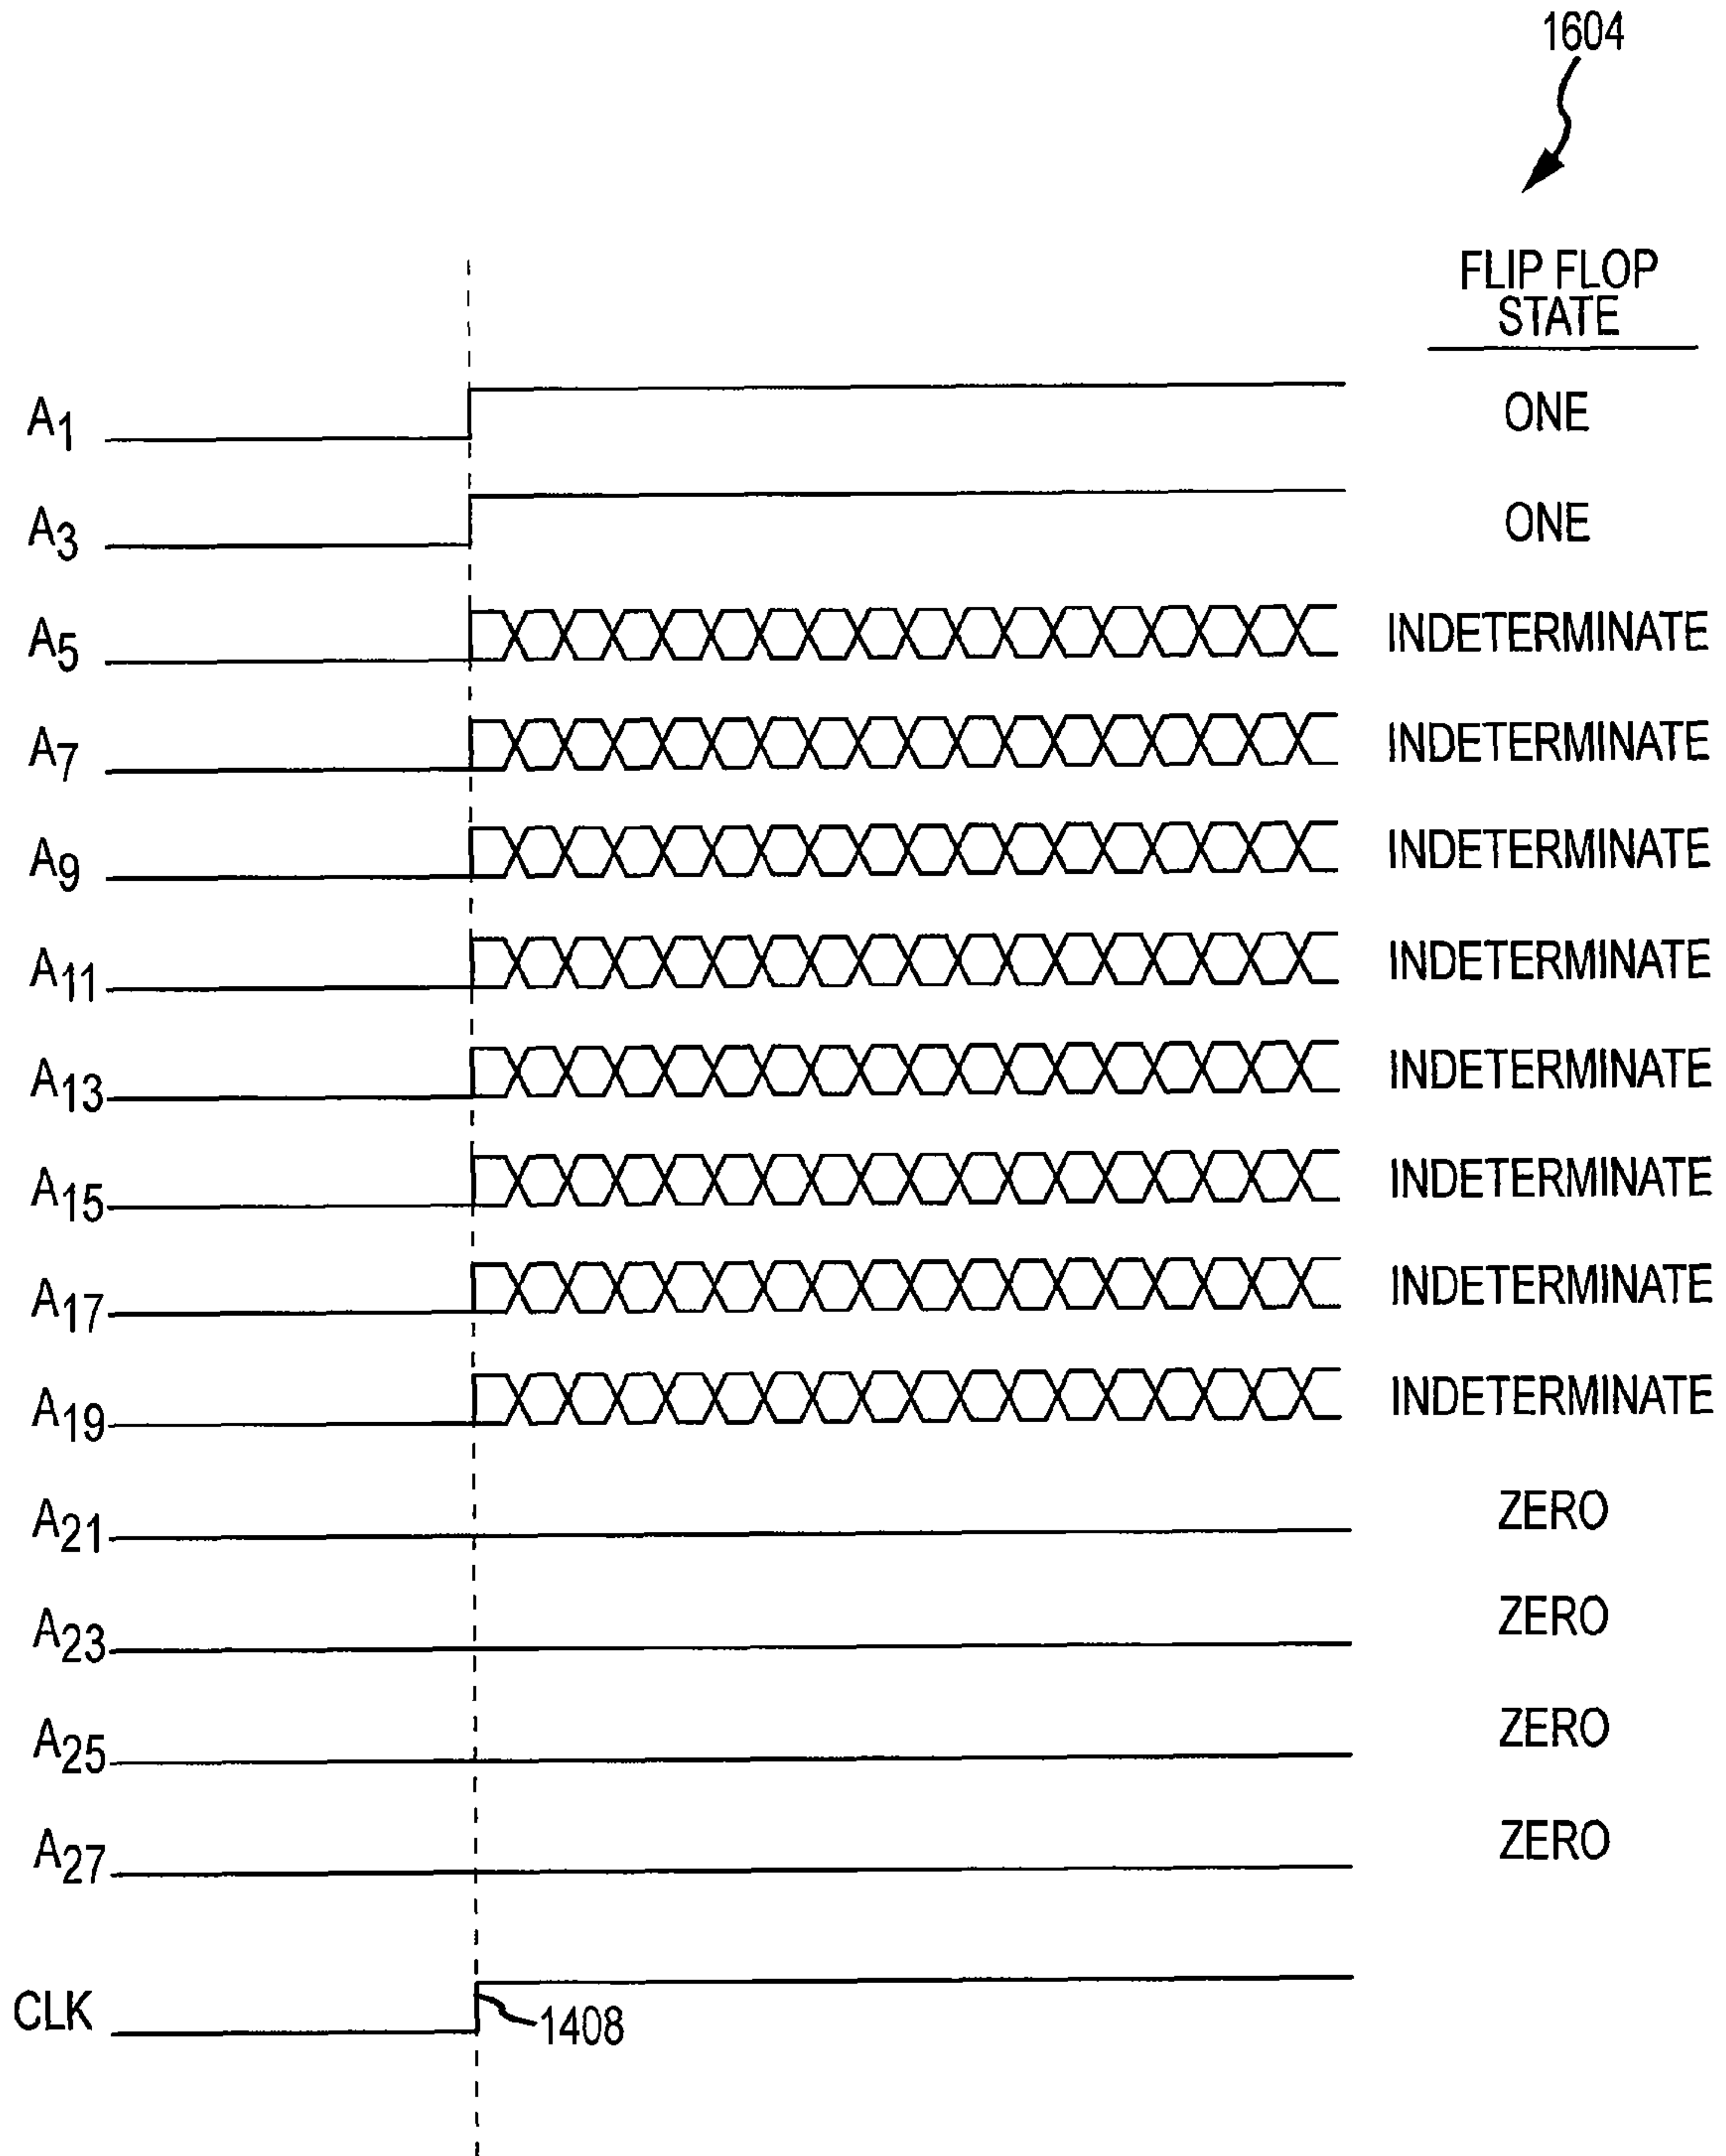 1604
FLIP FLOP
STATE
A1 ONE
A3 ONE
A5 INDETERMINATE
A7 INDETERMINATE
A9 INDETERMINATE
A11 INDETERMINATE
A13 INDETERMINATE
A15 INDETERMINATE
A17 INDETERMINATE
A19 INDETERMINATE
A21 ZERO
A23 ZERO
A25 ZERO
A27 ZERO
CLK 1408